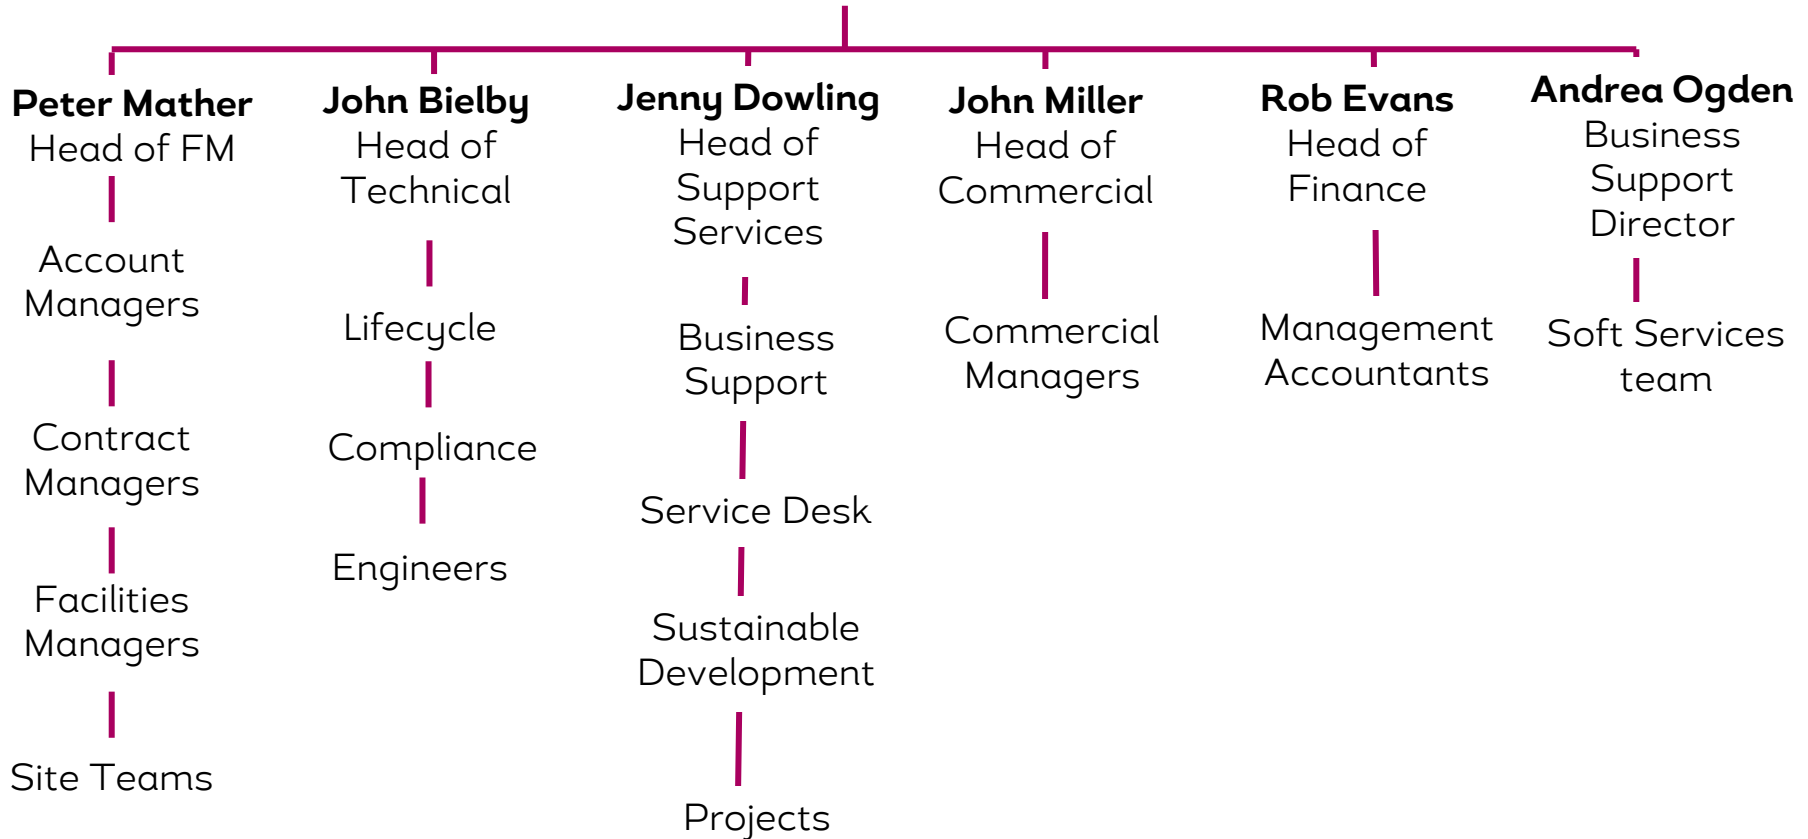 Peter Mather
Head of FM
Account
Managers
Contract
Managers
Facilities
Managers
Site Teams
John Bielby
Head of
Technical
Lifecycle
Compliance
Engineers
Jenny Dowling
Head of
Support
Services
Business
Support
Service Desk
Sustainable
Development
Projects
John Miller
Head of
Commercial
Commercial
Managers
Rob Evans
Head of
Finance
Management
Accountants
Andrea Ogden
Business
Support
Director
Soft Services
team